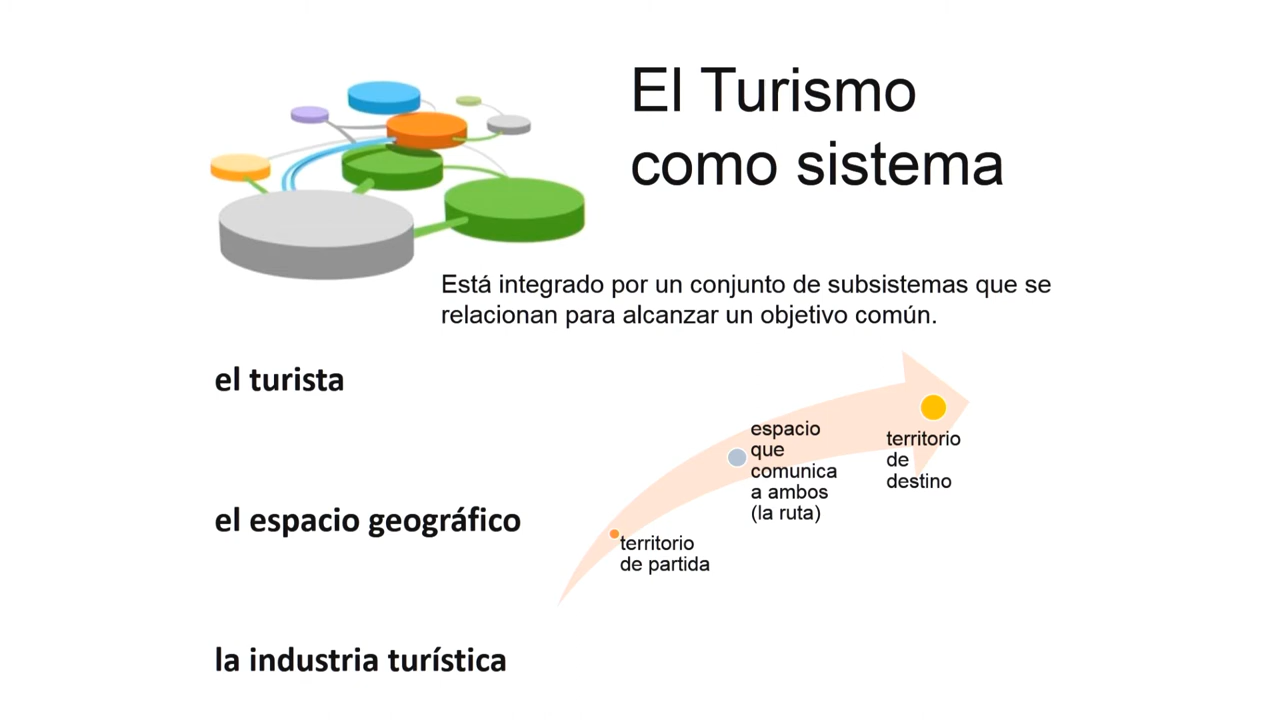 El Turismo
como sistema
Está integrado por un conjunto de subsistemas que se
relacionan para alcanzar un objetivo común.
el turista
el espacio geográfico
la industria turística
territorio
de partida
espacio
que
comunica
a ambos
(la ruta)
territorio
de
destino